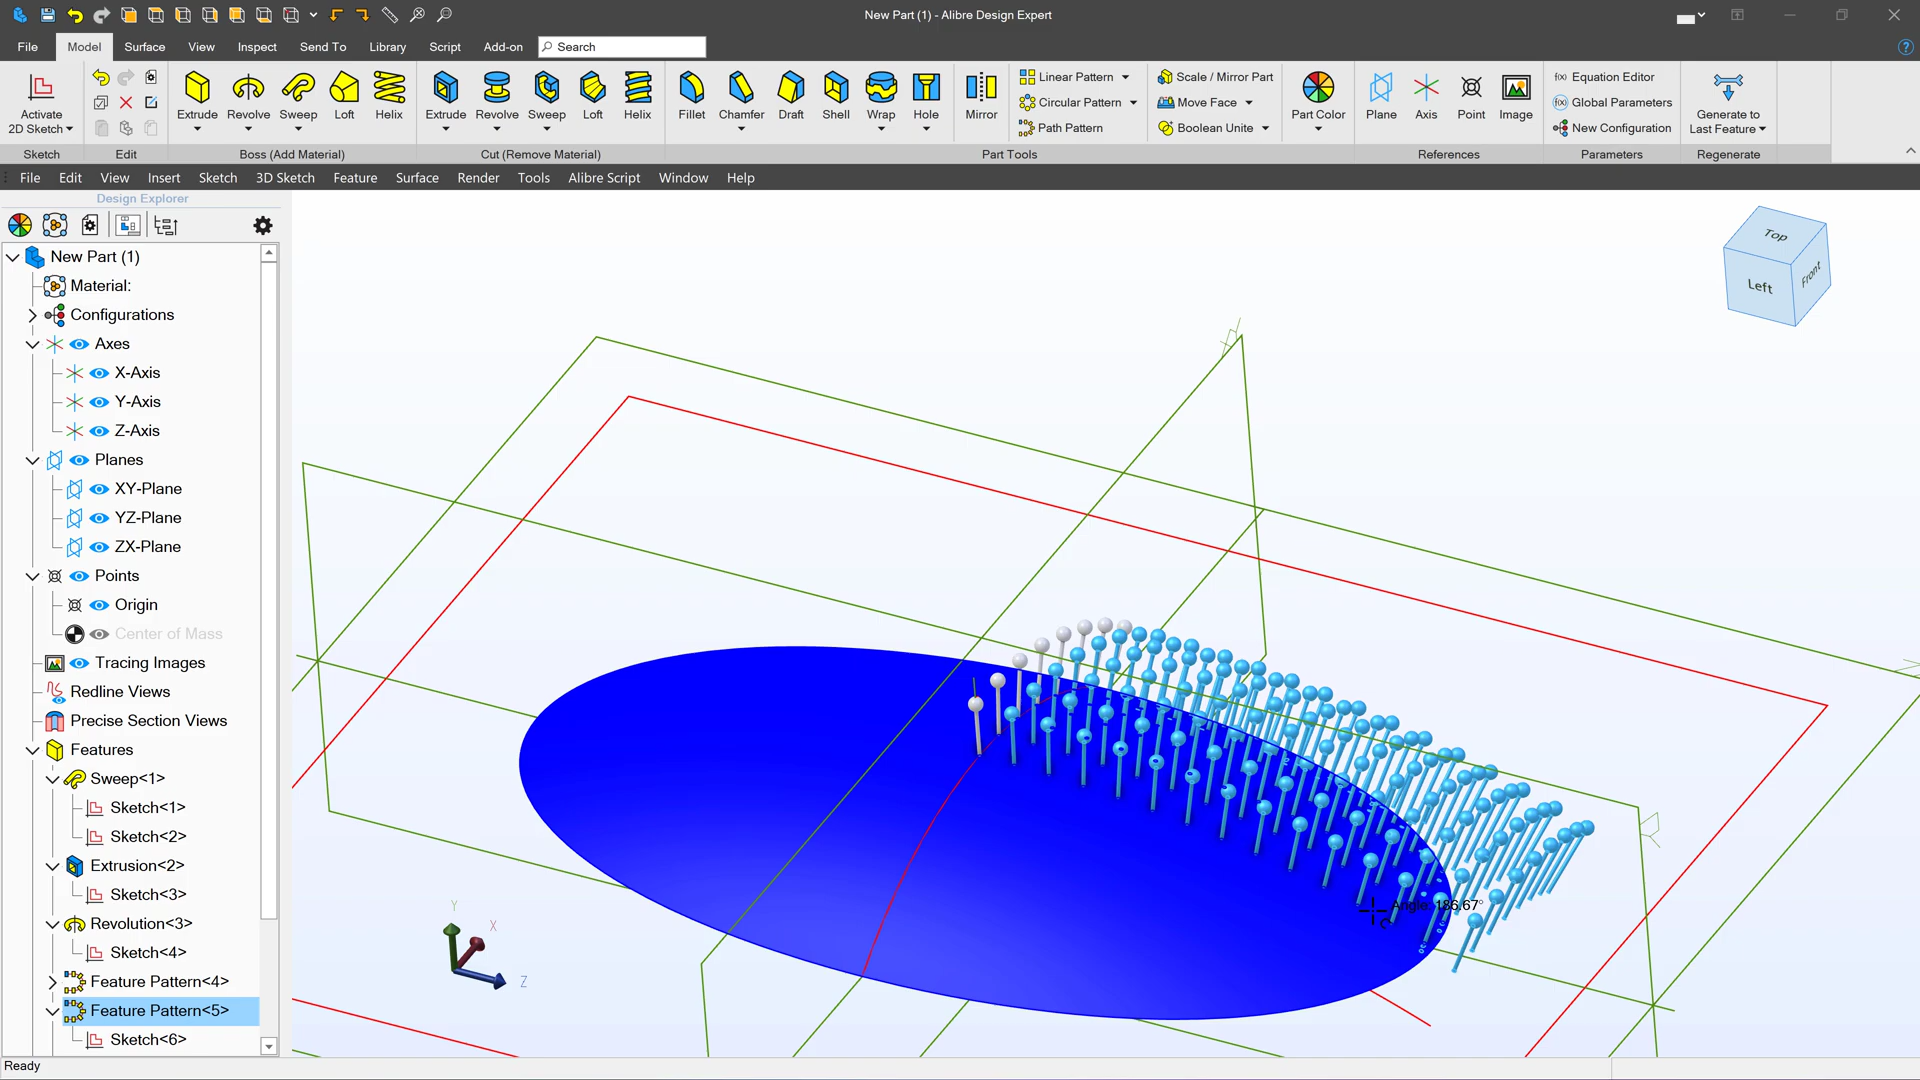 New Part (1) - Alibre Design Expert
File Model Surface View Inspect Send To Library Script Add-on Search
Activate
2D Sketch
Extrude Revolve Sweep Loft Helix
Extrude Revolve Sweep Loft Helix
Fillet Chamfer Draft Shell Wrap Hole
Mirror
Linear Pattern
Circular Pattern
Path Pattern
Scale / Mirror Part
Move Face
Boolean Unite
Part Color
Plane Axis Point Image
Equation Editor
Global Parameters
New Configuration
Generate to
Last Feature
Sketch Edit Boss (Add Material) Cut (Remove Material) Part Tools References Parameters Regenerate
File Edit View Insert Sketch 3D Sketch Feature Surface Render Tools Alibre Script Window Help
Design Explorer
New Part (1)
Material:
Configurations
Axes
X-Axis
Y-Axis
Z-Axis
Planes
XY-Plane
YZ-Plane
ZX-Plane
Points
Origin
Center of Mass
Tracing Images
Redline Views
Precise Section Views
Features
Sweep<1>
Sketch<1>
Sketch<2>
Extrusion<2>
Sketch<3>
Revolution<3>
Sketch<4>
Feature Pattern<4>
Feature Pattern<5>
Sketch<6>
Top
Left
Front
Angle: 186.67°
Y
X
Z
Ready